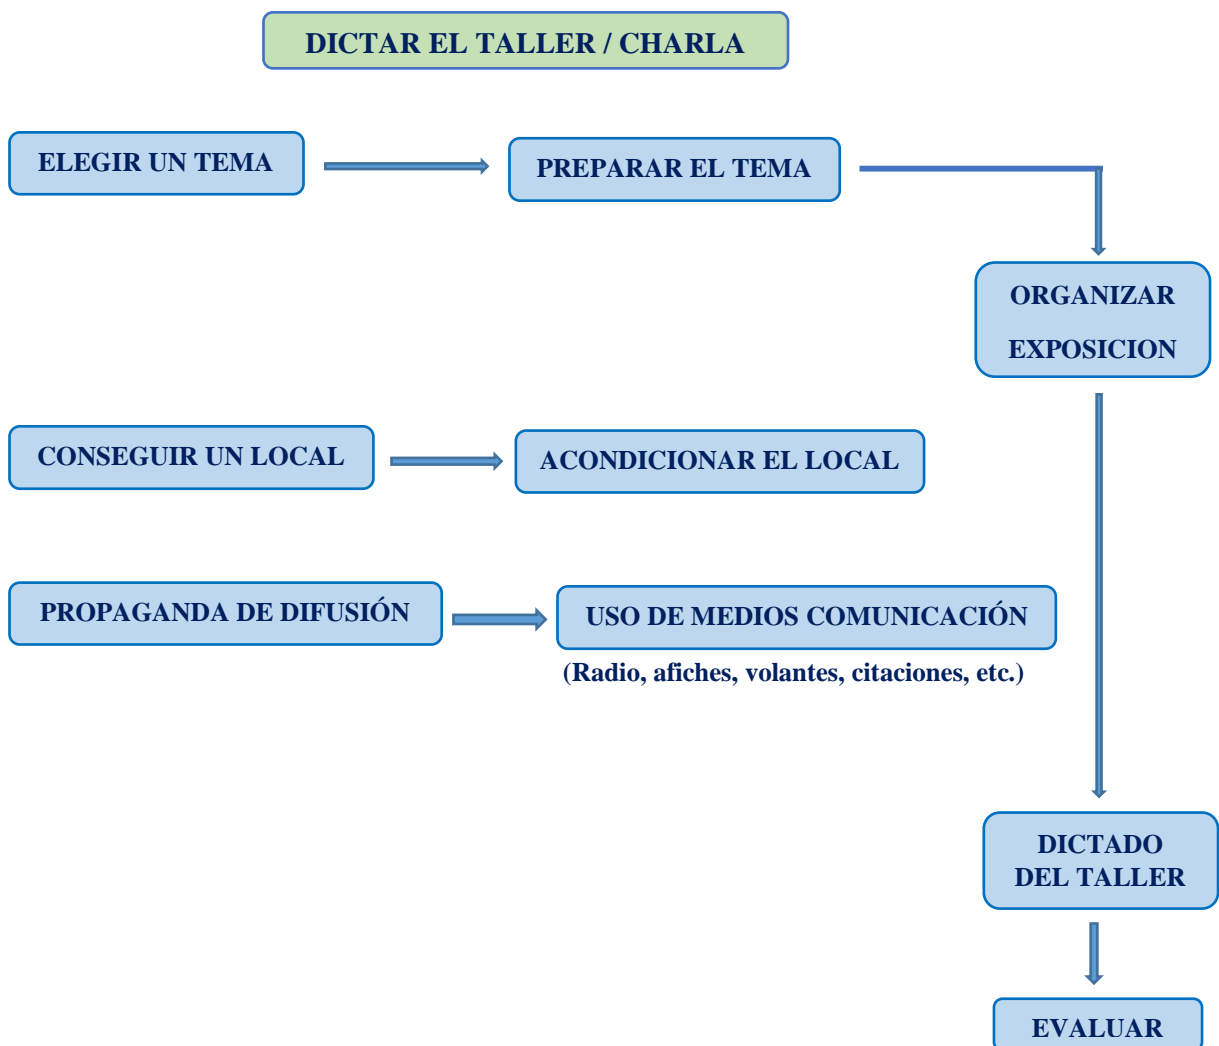 DICTAR EL TALLER / CHARLA
ELEGIR UN TEMA
PREPARAR EL TEMA
ORGANIZAR
EXPOSICION
CONSEGUIR UN LOCAL
ACONDICIONAR EL LOCAL
PROPAGANDA DE DIFUSIÓN
USO DE MEDIOS COMUNICACIÓN
(Radio, afiches, volantes, citaciones, etc.)
DICTADO
DEL TALLER
EVALUAR